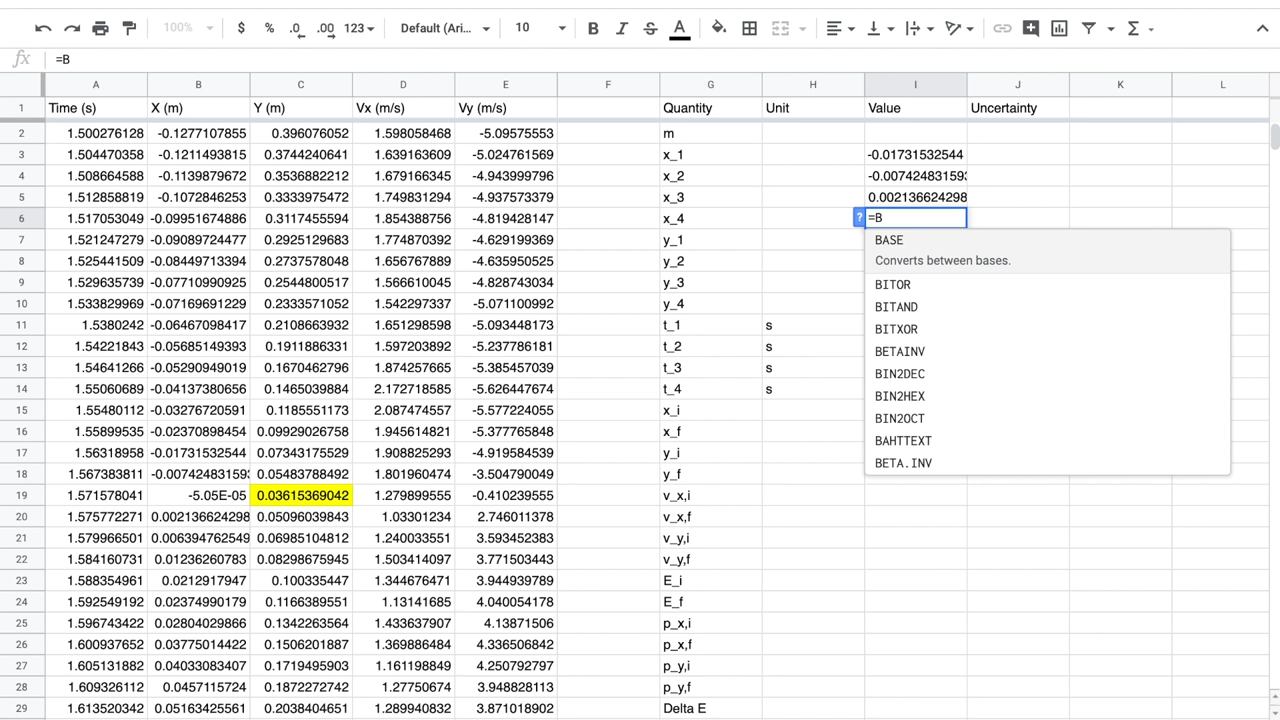 100% $ % .0 .00 123 Default (Ari... 10 B I S A
fx =B
A B C D E F G H I J K L
1 Time (s) X (m) Y (m) Vx (m/s) Vy (m/s) Quantity Unit Value Uncertainty
2 1.500276128 -0.1277107855 0.396076052 1.598058468 -5.09575553 m
3 1.504470358 -0.1211493815 0.3744240641 1.639163609 -5.024761569 x_1 -0.01731532544
4 1.508664588 -0.1139879672 0.3536882212 1.679166345 -4.943999796 x_2 -0.007424831593
5 1.512858819 -0.1072846253 0.3333975472 1.749831294 -4.937573379 x_3 0.002136624298
6 1.517053049 -0.09951674886 0.3117455594 1.854388756 -4.819428147 x_4 ? =B
7 1.521247279 -0.09089724477 0.2925129683 1.774870392 -4.629199369 y_1 BASE
Converts between bases.
8 1.525441509 -0.08449713394 0.2737578048 1.656767889 -4.635950525 y_2
9 1.529635739 -0.07710990925 0.2544800517 1.566610045 -4.828743034 y_3 BITOR
10 1.533829969 -0.07169691229 0.2333571052 1.542297337 -5.071100992 y_4 BITAND
11 1.5380242 -0.06467098417 0.2108663932 1.651298598 -5.093448173 t_1 s BITXOR
12 1.54221843 -0.05685149393 0.1911886331 1.597203892 -5.237786181 t_2 s BETAINV
13 1.54641266 -0.05290949019 0.1670462796 1.874257665 -5.385457039 t_3 s BIN2DEC
14 1.55060689 -0.04137380656 0.1465039884 2.172718585 -5.626447674 t_4 s BIN2HEX
15 1.55480112 -0.03276720591 0.1185551173 2.087474557 -5.577224055 x_i BIN2OCT
16 1.55899535 -0.02370898454 0.09929026758 1.945614821 -5.377765848 x_f BAHTTEXT
17 1.56318958 -0.01731532544 0.07343175529 1.908825293 -4.919584539 y_i BETA.INV
18 1.567383811 -0.007424831593 0.05483788492 1.801960474 -3.504790049 y_f
19 1.571578041 -5.05E-05 0.03615369042 1.279899555 -0.410239555 v_x,i
20 1.575772271 0.002136624298 0.05096039843 1.03301234 2.746011378 v_x,f
21 1.579966501 0.006394762549 0.06985104812 1.240033551 3.593452383 v_y,i
22 1.584160731 0.01236260783 0.08298675945 1.503414097 3.771503443 v_y,f
23 1.588354961 0.0212917947 0.100335447 1.344676471 3.944939789 E_i
24 1.592549192 0.02374990179 0.1166389551 1.13141685 4.040054178 E_f
25 1.596743422 0.02804029866 0.1342263564 1.433637907 4.13871506 p_x,i
26 1.600937652 0.03775014422 0.1506201887 1.369886484 4.336506842 p_x,f
27 1.605131882 0.04033083407 0.1719495903 1.161198849 4.250792797 p_y,i
28 1.609326112 0.0457115724 0.1872272742 1.27750674 3.948828113 p_y,f
29 1.613520342 0.05163425561 0.2038404651 1.289940832 3.871018902 Delta E